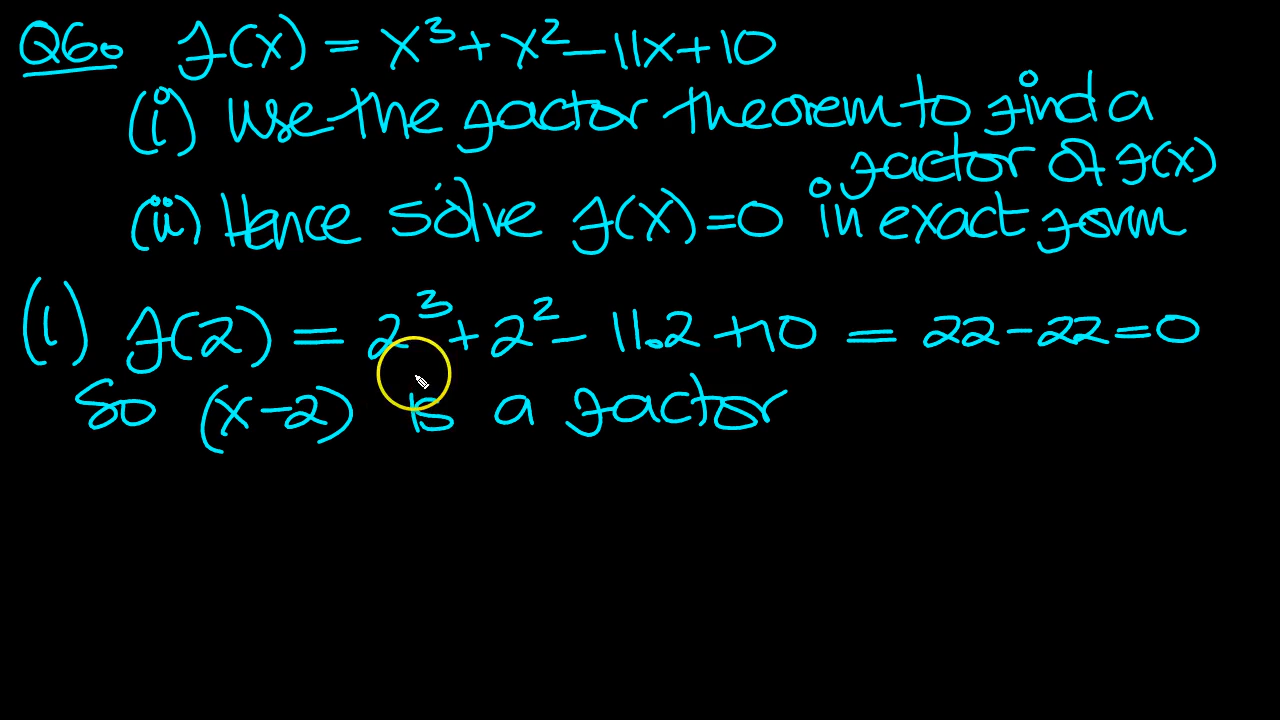 Q6. f(x) = x³ + x² - 11x + 10
(i) Use the factor theorem to find a
factor of f(x)
(ii) Hence solve f(x) = 0 in exact form
(i) f(2) = 2³ + 2² - 11.2 + 10 = 22 - 22 = 0
So (x - 2) is a factor